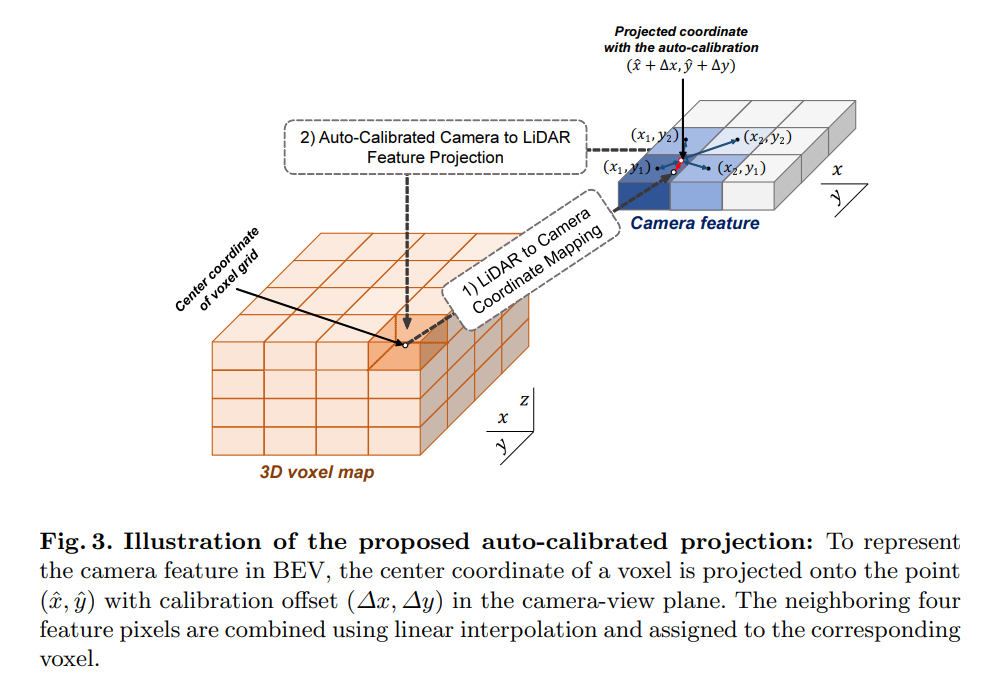 Projected coordinate
with the auto-calibration
(x̂ + Δx, ŷ + Δy)
2) Auto-Calibrated Camera to LiDAR
Feature Projection
(x₁, y₂)
(x₂, y₂)
(x₁, y₁)
(x₂, y₁)
x
y
Camera feature
1) LiDAR to Camera
Coordinate Mapping
Center coordinate
of voxel grid
z
x
y
3D voxel map
Fig. 3. Illustration of the proposed auto-calibrated projection: To represent
the camera feature in BEV, the center coordinate of a voxel is projected onto the point
(x̂, ŷ) with calibration offset (Δx, Δy) in the camera-view plane. The neighboring four
feature pixels are combined using linear interpolation and assigned to the corresponding
voxel.